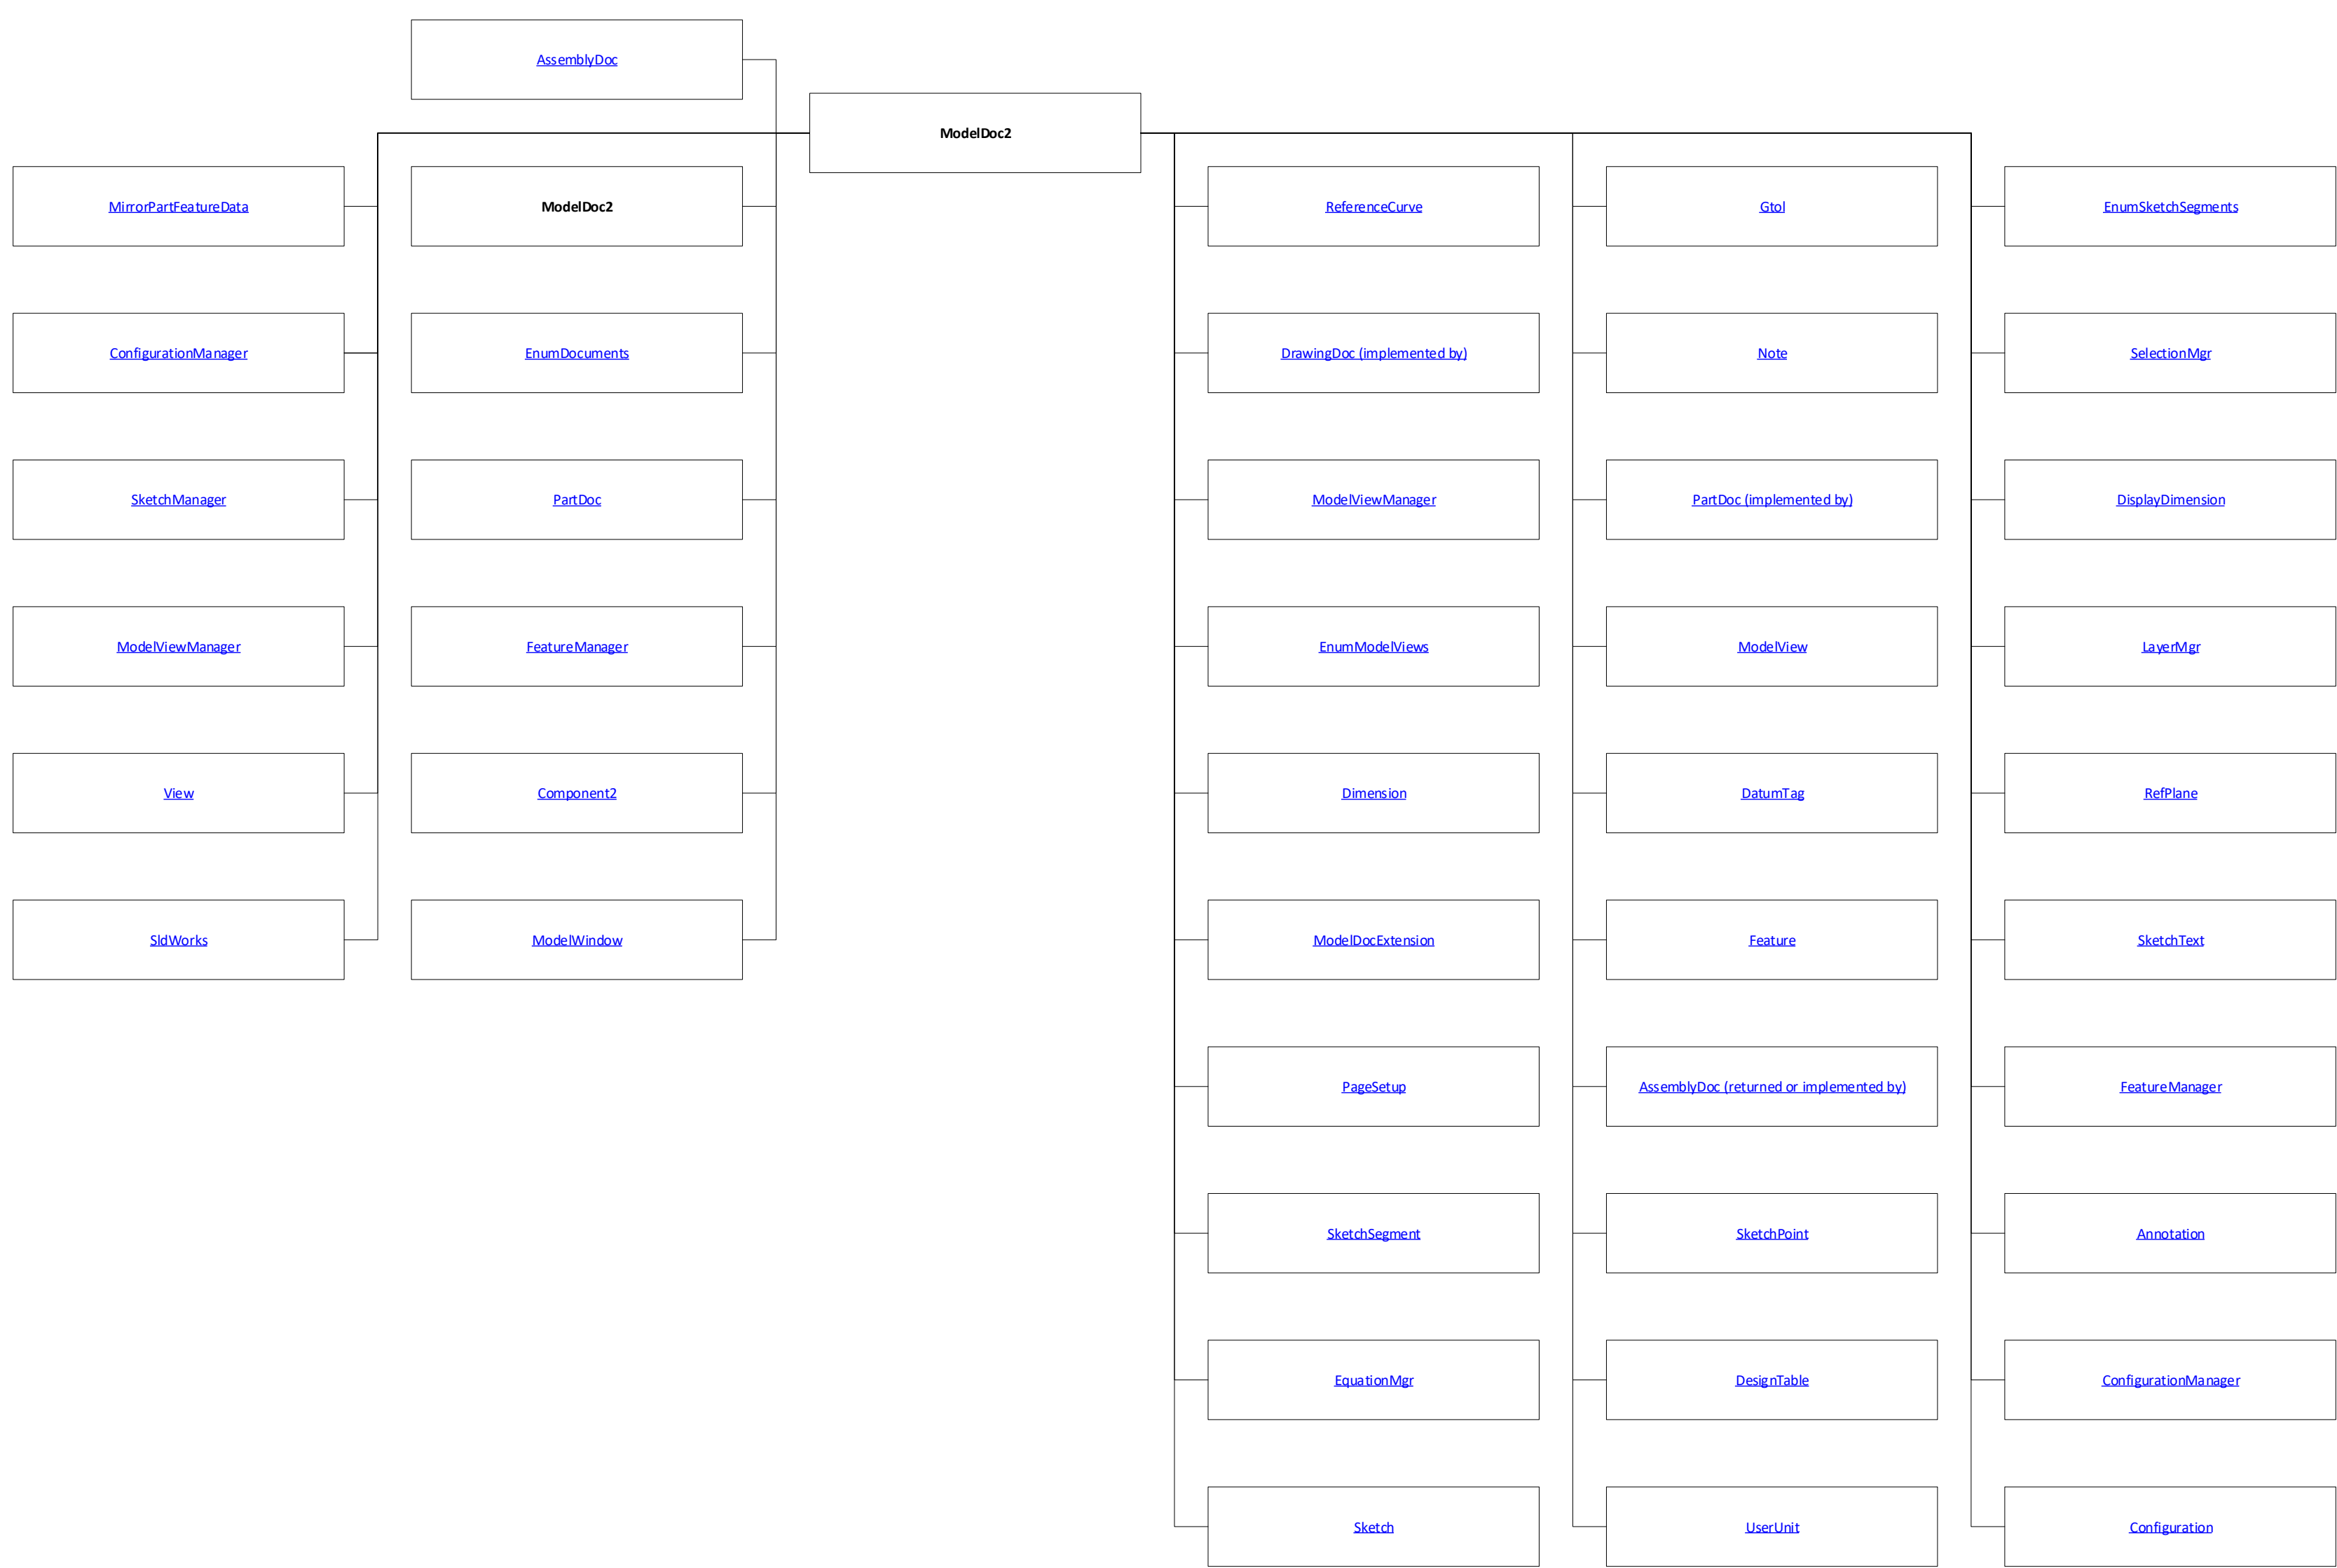 AssemblyDoc
ModelDoc2
MirrorPartFeatureData
ModelDoc2
ReferenceCurve
Gtol
EnumSketchSegments
ConfigurationManager
EnumDocuments
DrawingDoc (implemented by)
Note
SelectionMgr
SketchManager
PartDoc
ModelViewManager
PartDoc (implemented by)
DisplayDimension
ModelViewManager
FeatureManager
EnumModelViews
ModelView
LayerMgr
View
Component2
Dimension
DatumTag
RefPlane
SldWorks
ModelWindow
ModelDocExtension
Feature
SketchText
PageSetup
AssemblyDoc (returned or implemented by)
FeatureManager
SketchSegment
SketchPoint
Annotation
EquationMgr
DesignTable
ConfigurationManager
Sketch
UserUnit
Configuration